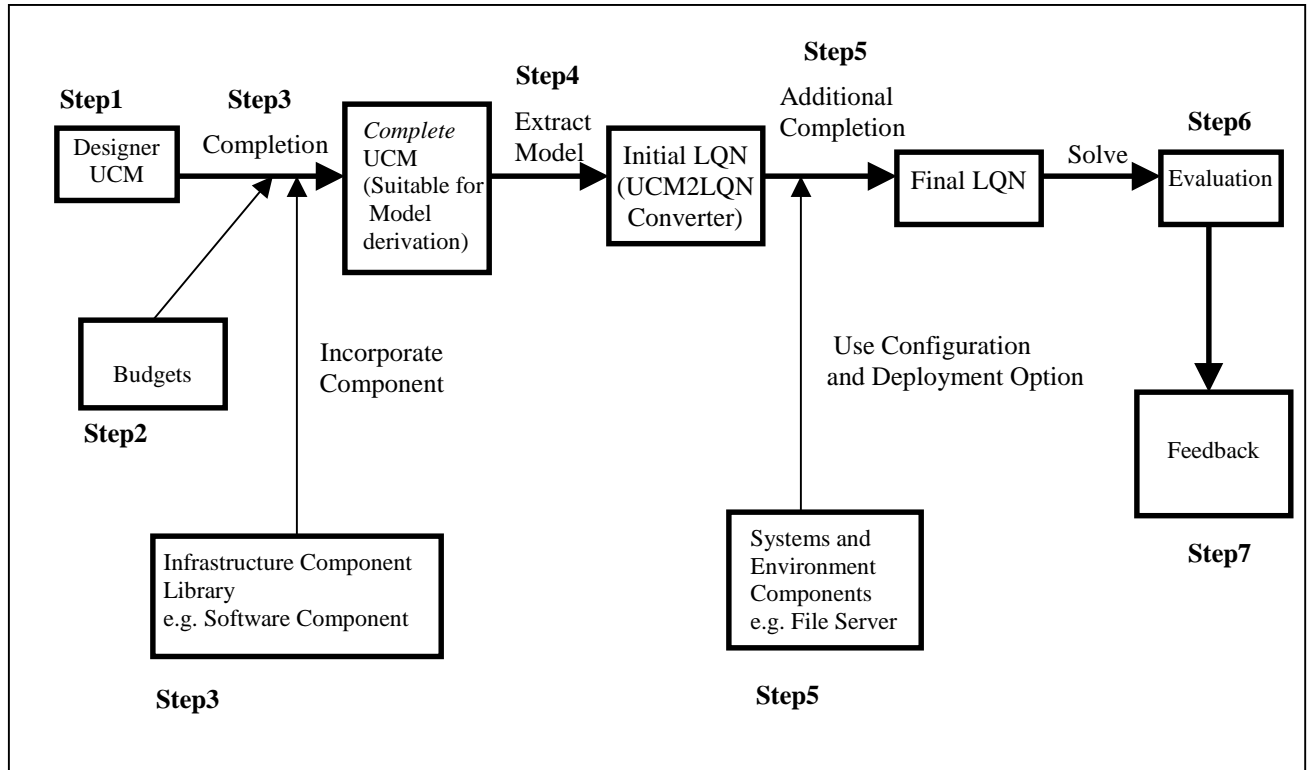 Step1
Designer
UCM
Step3
Completion
Complete
UCM
(Suitable for
Model
derivation)
Step4
Extract
Model
Initial LQN
(UCM2LQN
Converter)
Step5
Additional
Completion
Final LQN
Solve
Step6
Evaluation
Budgets
Step2
Incorporate
Component
Use Configuration
and Deployment Option
Feedback
Step7
Infrastructure Component
Library
e.g. Software Component
Step3
Systems and
Environment
Components
e.g. File Server
Step5